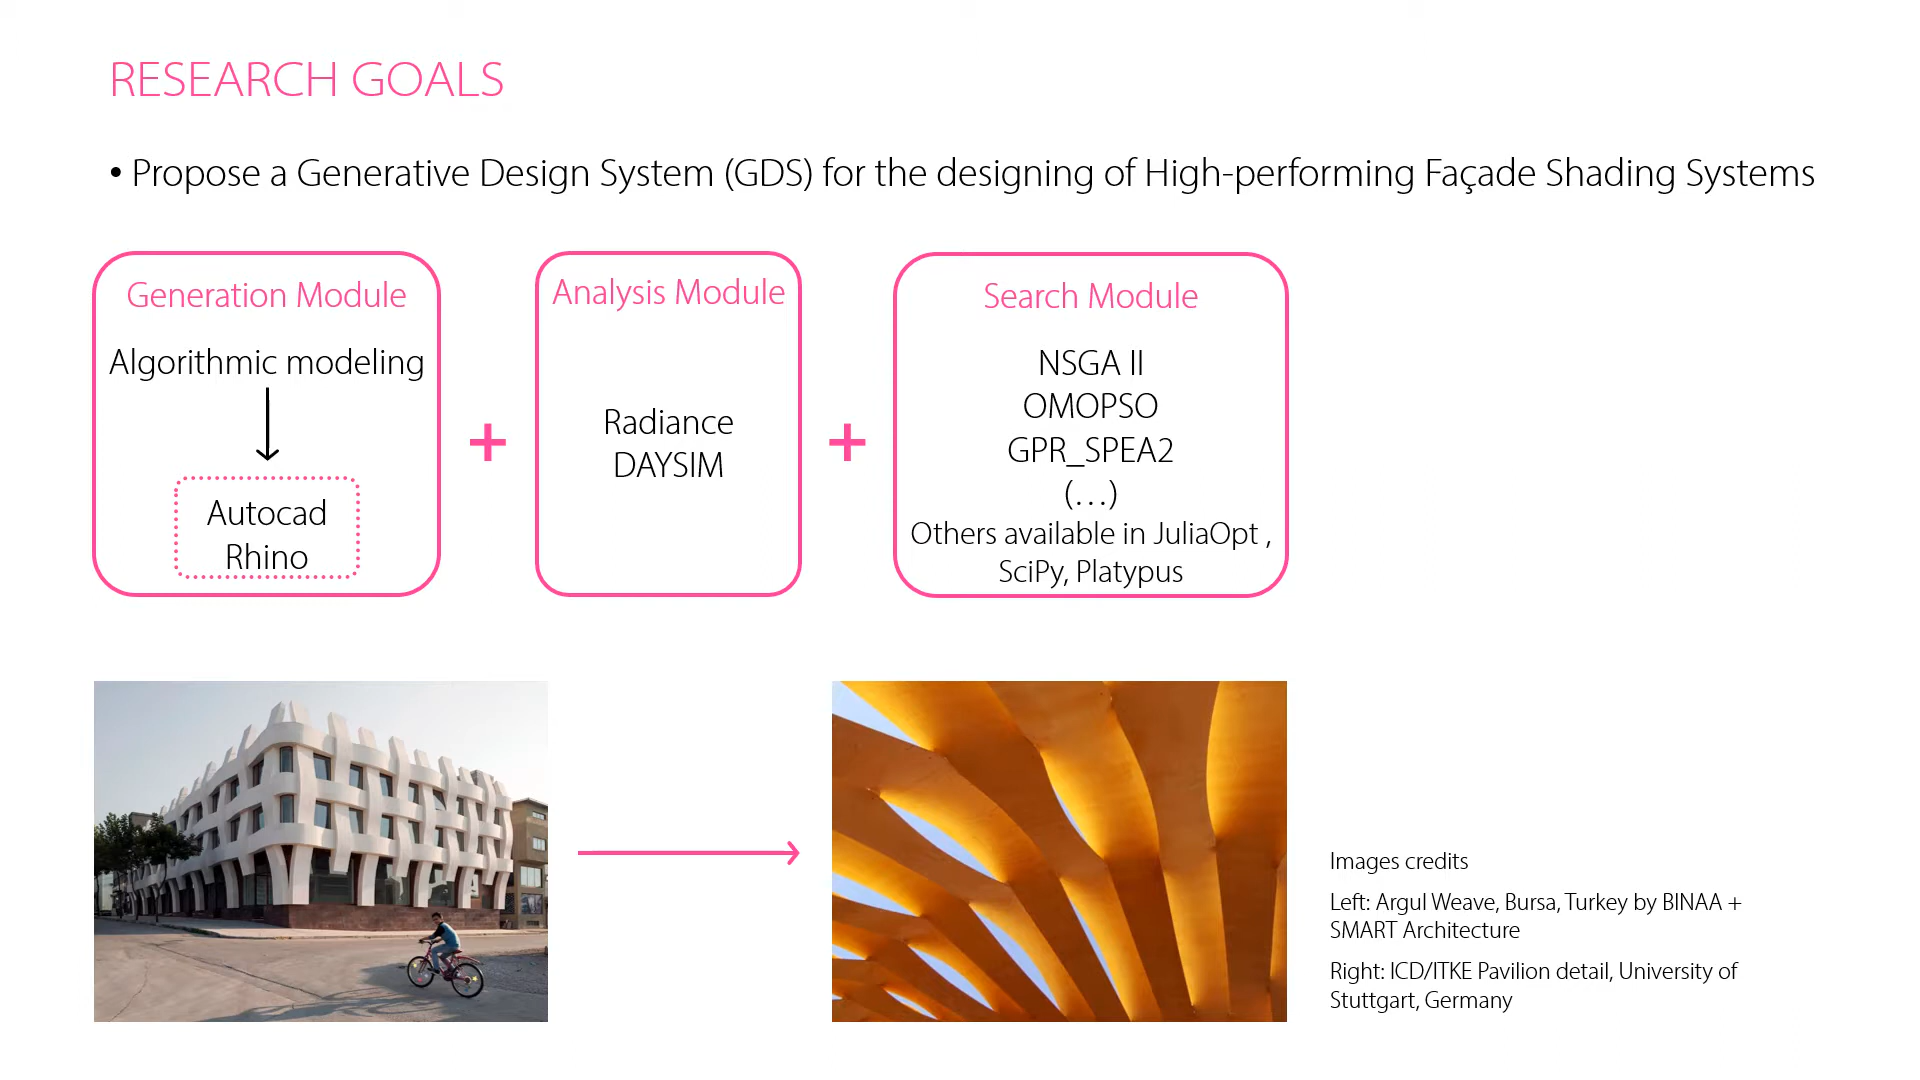 RESEARCH GOALS
• Propose a Generative Design System (GDS) for the designing of High-performing Façade Shading Systems
Generation Module
Algorithmic modeling
Autocad
Rhino
+
Analysis Module
Radiance
DAYSIM
+
Search Module
NSGA II
OMOPSO
GPR_SPEA2
(…)
Others available in JuliaOpt ,
SciPy, Platypus
Images credits
Left: Argul Weave, Bursa, Turkey by BINAA +
SMART Architecture
Right: ICD/ITKE Pavilion detail, University of
Stuttgart, Germany